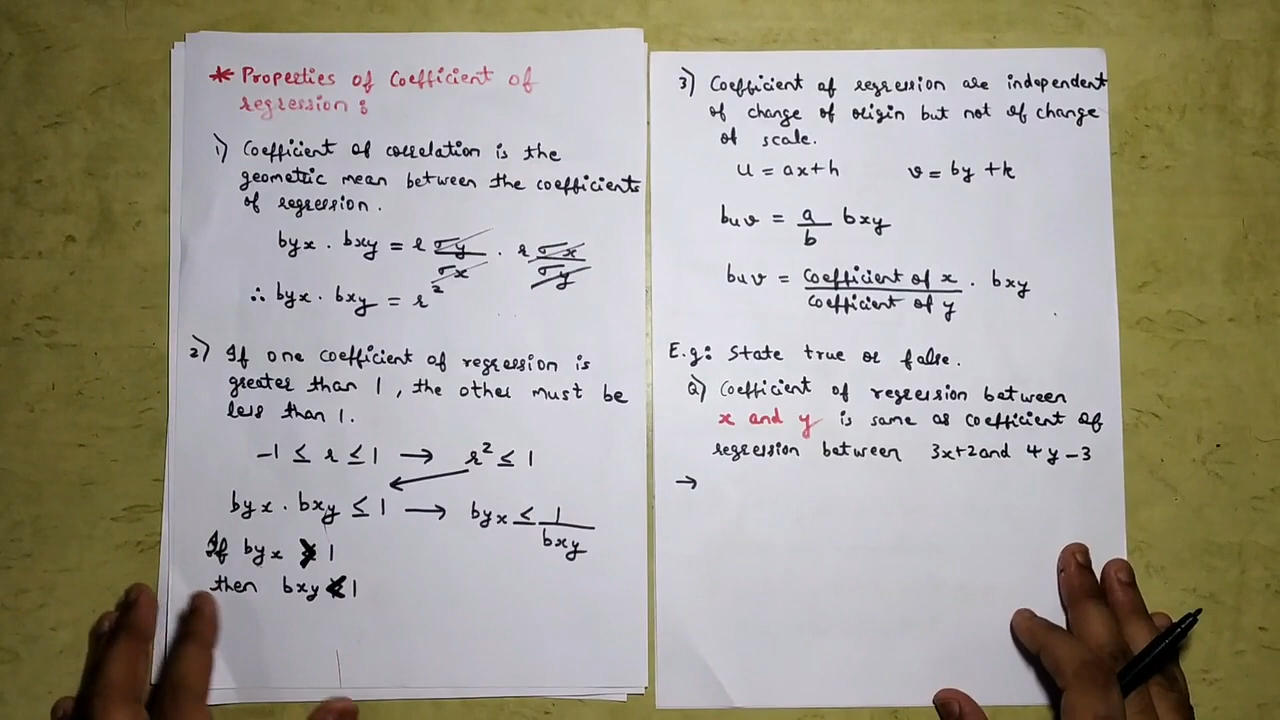 * Properties of Coefficient of
regression :
1) Coefficient of correlation is the
geometric mean between the coefficients
of regression.
byx . bxy = r σy/σx . r σx/σy
∴ byx . bxy = r²
2) If one coefficient of regression is
greater than 1, the other must be
less than 1.
-1 ≤ r ≤ 1 → r² ≤ 1
byx . bxy ≤ 1 → byx ≤ 1/bxy
If byx > 1
then bxy < 1
3) Coefficient of regression are independent
of change of origin but not of change
of scale.
u = ax+h v = by +k
buv = a/b bxy
buv = coefficient of x/coefficient of y . bxy
E.g: State true or false.
a) Coefficient of regression between
x and y is same as coefficient of
regression between 3x+2 and 4y-3
→